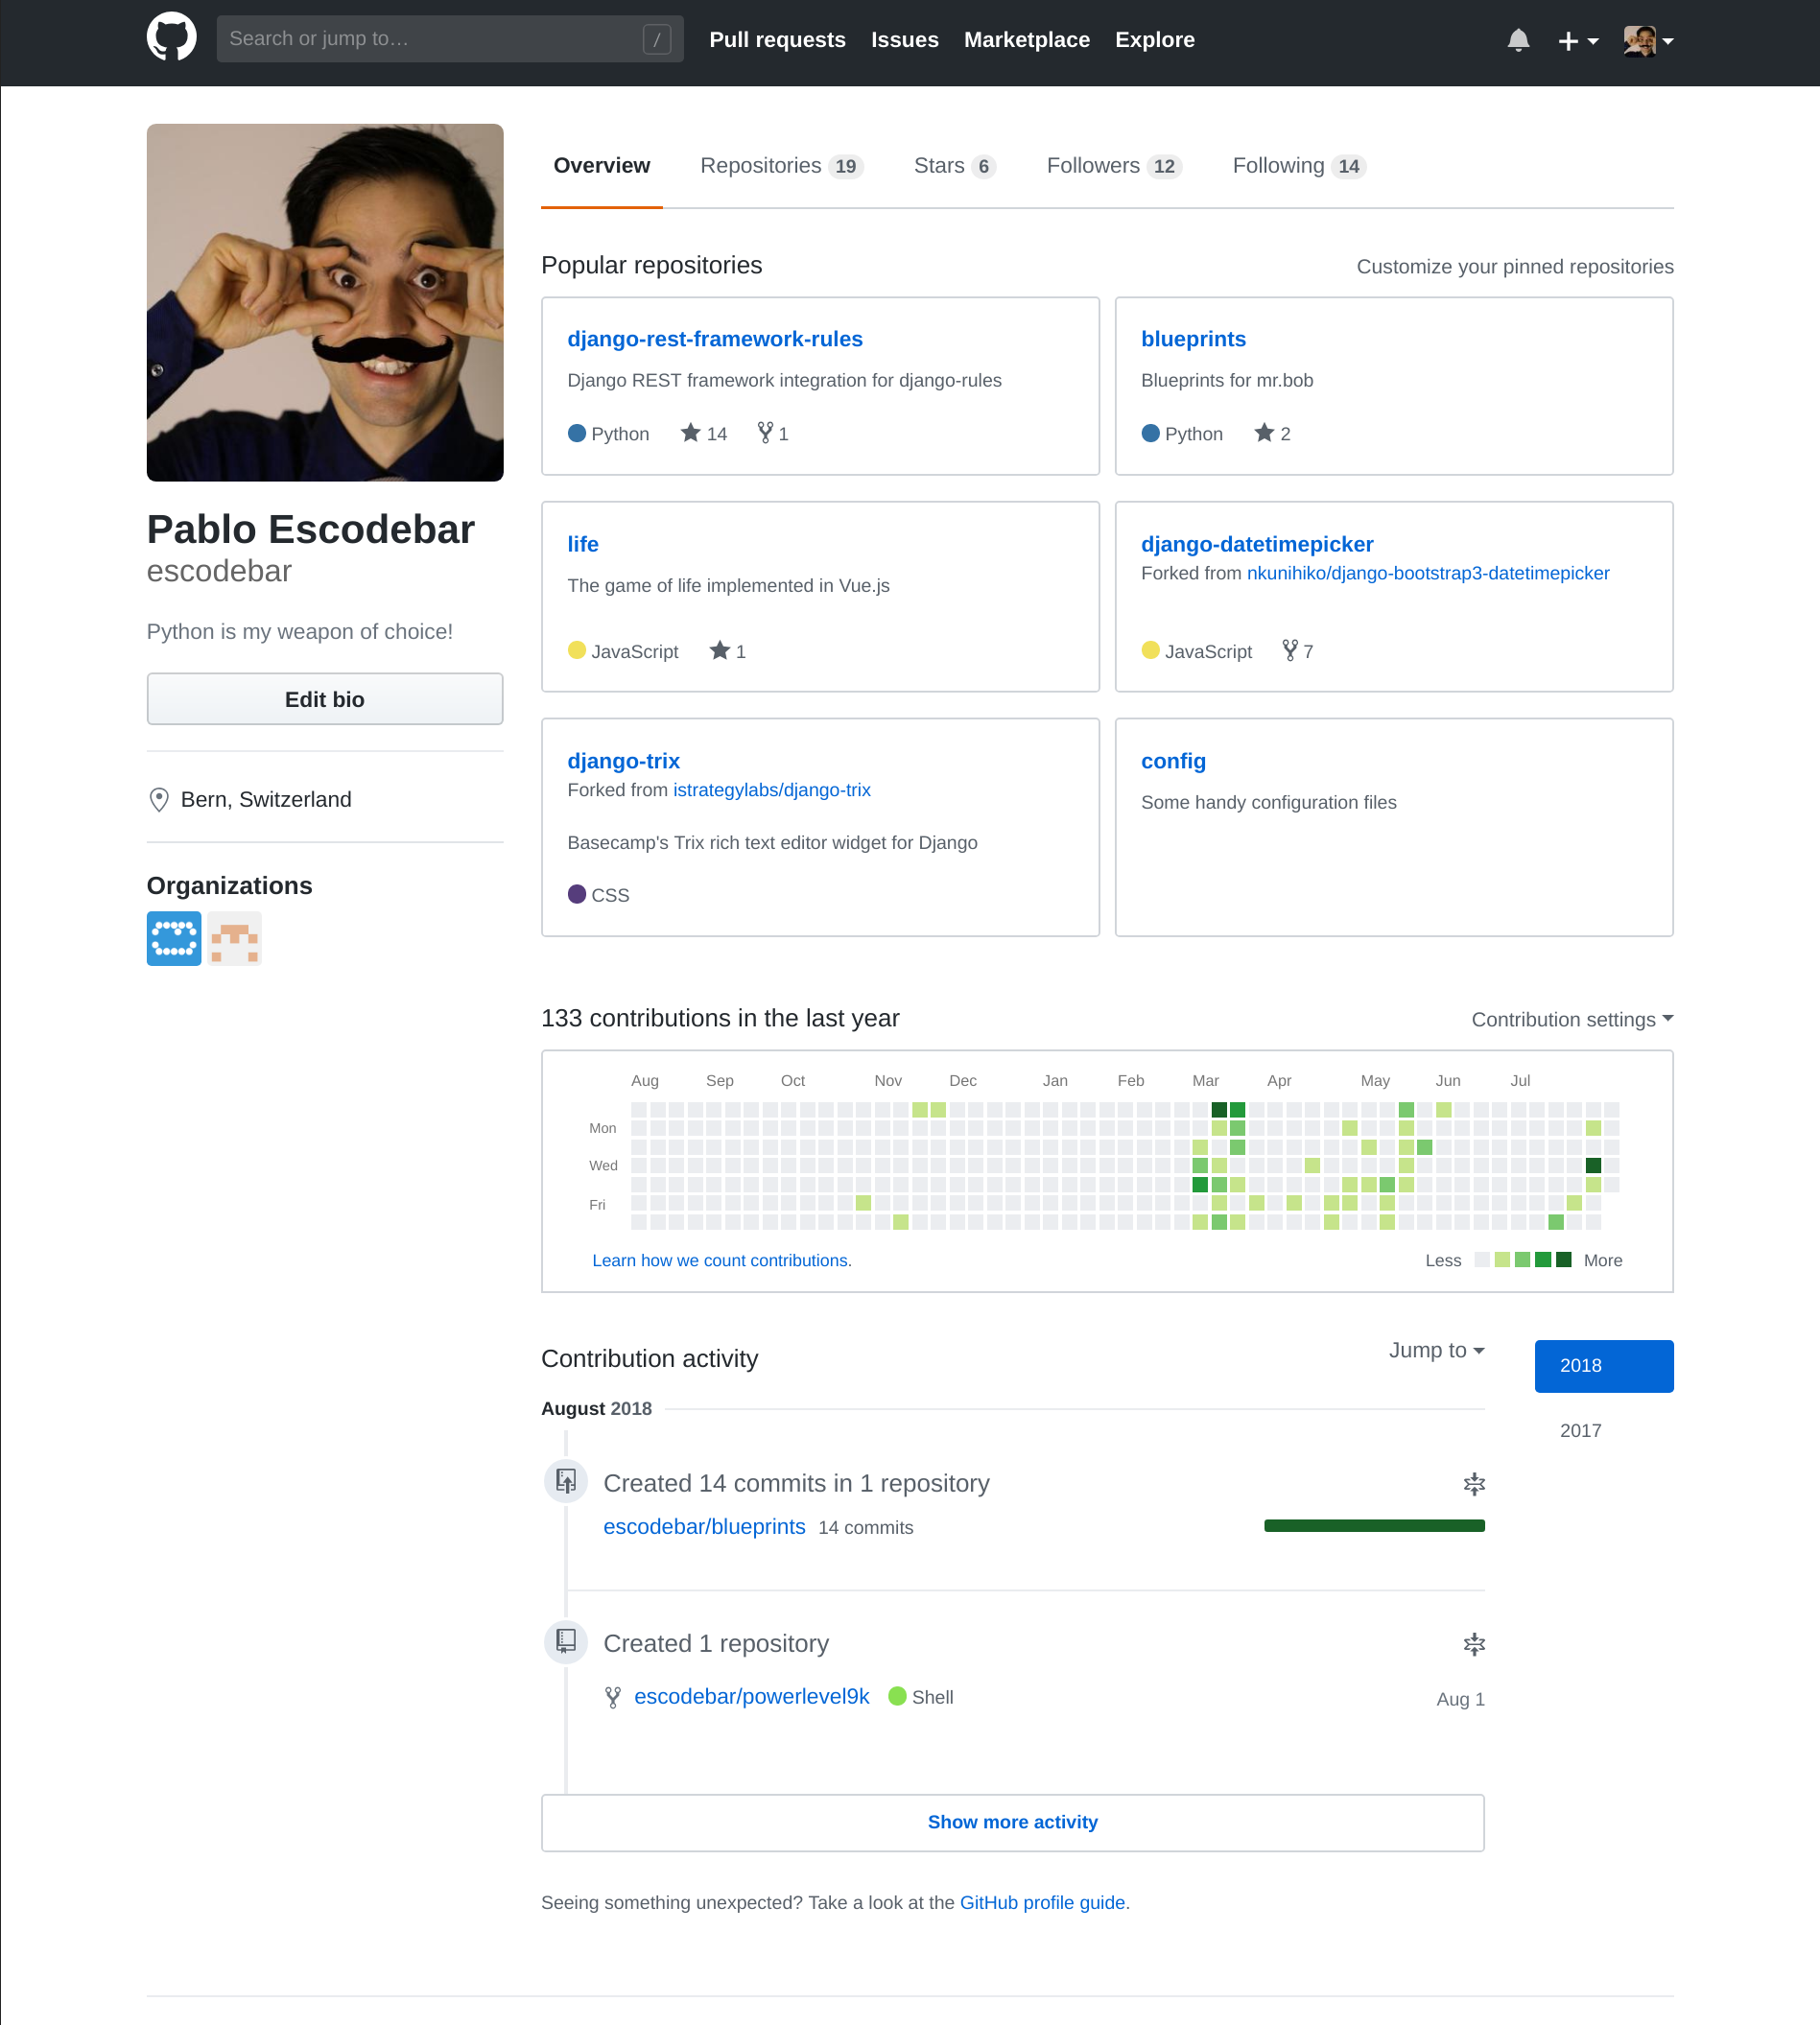 Search or jump to… /
Pull requests Issues Marketplace Explore
Overview Repositories 19 Stars 6 Followers 12 Following 14
Pablo Escodebar
escodebar
Python is my weapon of choice!
Edit bio
Bern, Switzerland
Organizations
Popular repositories
Customize your pinned repositories
django-rest-framework-rules
Django REST framework integration for django-rules
Python 14 1
blueprints
Blueprints for mr.bob
Python 2
life
The game of life implemented in Vue.js
JavaScript 1
django-datetimepicker
Forked from nkunihiko/django-bootstrap3-datetimepicker
JavaScript 7
django-trix
Forked from istrategylabs/django-trix
Basecamp's Trix rich text editor widget for Django
CSS
config
Some handy configuration files
133 contributions in the last year
Contribution settings
Aug Sep Oct Nov Dec Jan Feb Mar Apr May Jun Jul
Mon
Wed
Fri
Learn how we count contributions.
Less More
Contribution activity
Jump to
2018
2017
August 2018
Created 14 commits in 1 repository
escodebar/blueprints 14 commits
Created 1 repository
escodebar/powerlevel9k Shell Aug 1
Show more activity
Seeing something unexpected? Take a look at the GitHub profile guide.